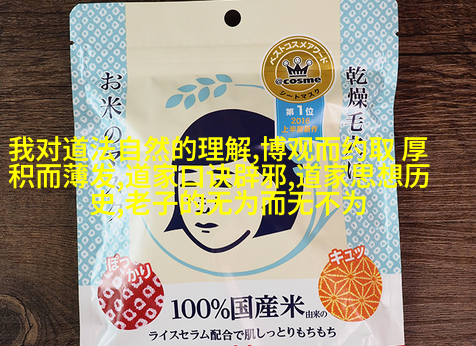 ベストコスメアワード
@cosme
シートマスク
第1位
上半期新作
お米の
乾燥毛
我对道法自然的理解,博观而约取 厚
积而薄发,道家口诀辟邪,道家思想历
史,老子的无为而无不为
ぽっかり
キュッ
100%国産米 由来の
ライスセラム配合で肌しっとりもちもち